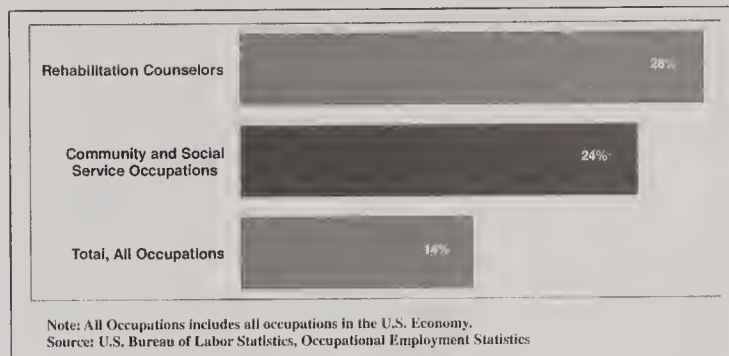 Rehabilitation Counselors
28%
Community and Social
Service Occupations
24%
Total, All Occupations
14%
Note: All Occupations includes all occupations in the U.S. Economy.
Source: U.S. Bureau of Labor Statistics, Occupational Employment Statistics